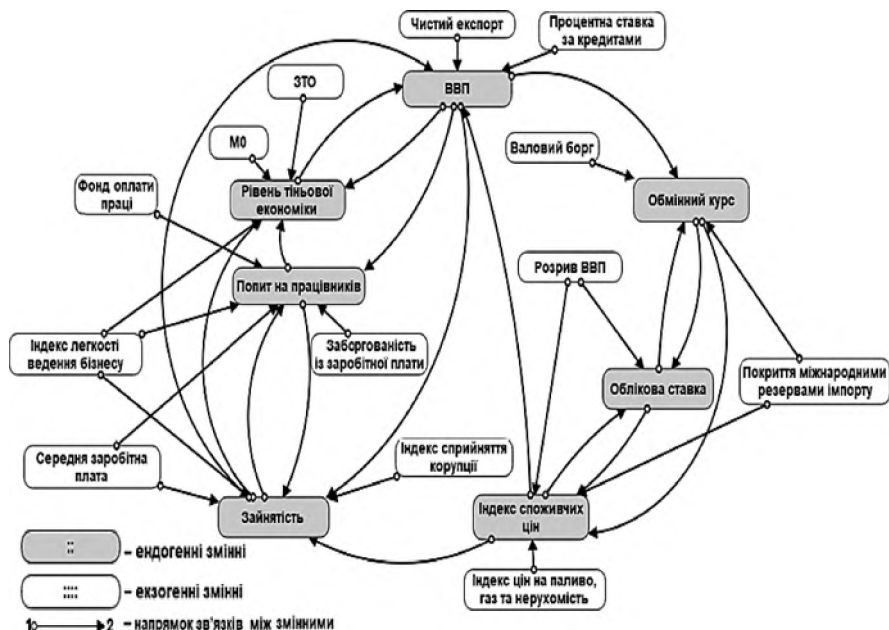 Чистий експорт
Процентна ставка
за кредитами
ЗТО
ВВП
М0
Валовий борг
Фонд оплати
праці
Рівень тіньової
економіки
Обмінний курс
Розрив ВВП
Попит на працівників
Індекс легкості
ведення бізнесу
Заборгованість
із заробітної плати
Облікова ставка
Покриття міжнародними
резервами імпорту
Середня заробітна
плата
Індекс сприйняття
корупції
Зайнятість
Індекс споживчих
цін
Індекс цін на паливо,
газ та нерухомість
:: – ендогенні змінні
:::: – екзогенні змінні
1 2 – напрямок зв'язків між змінними